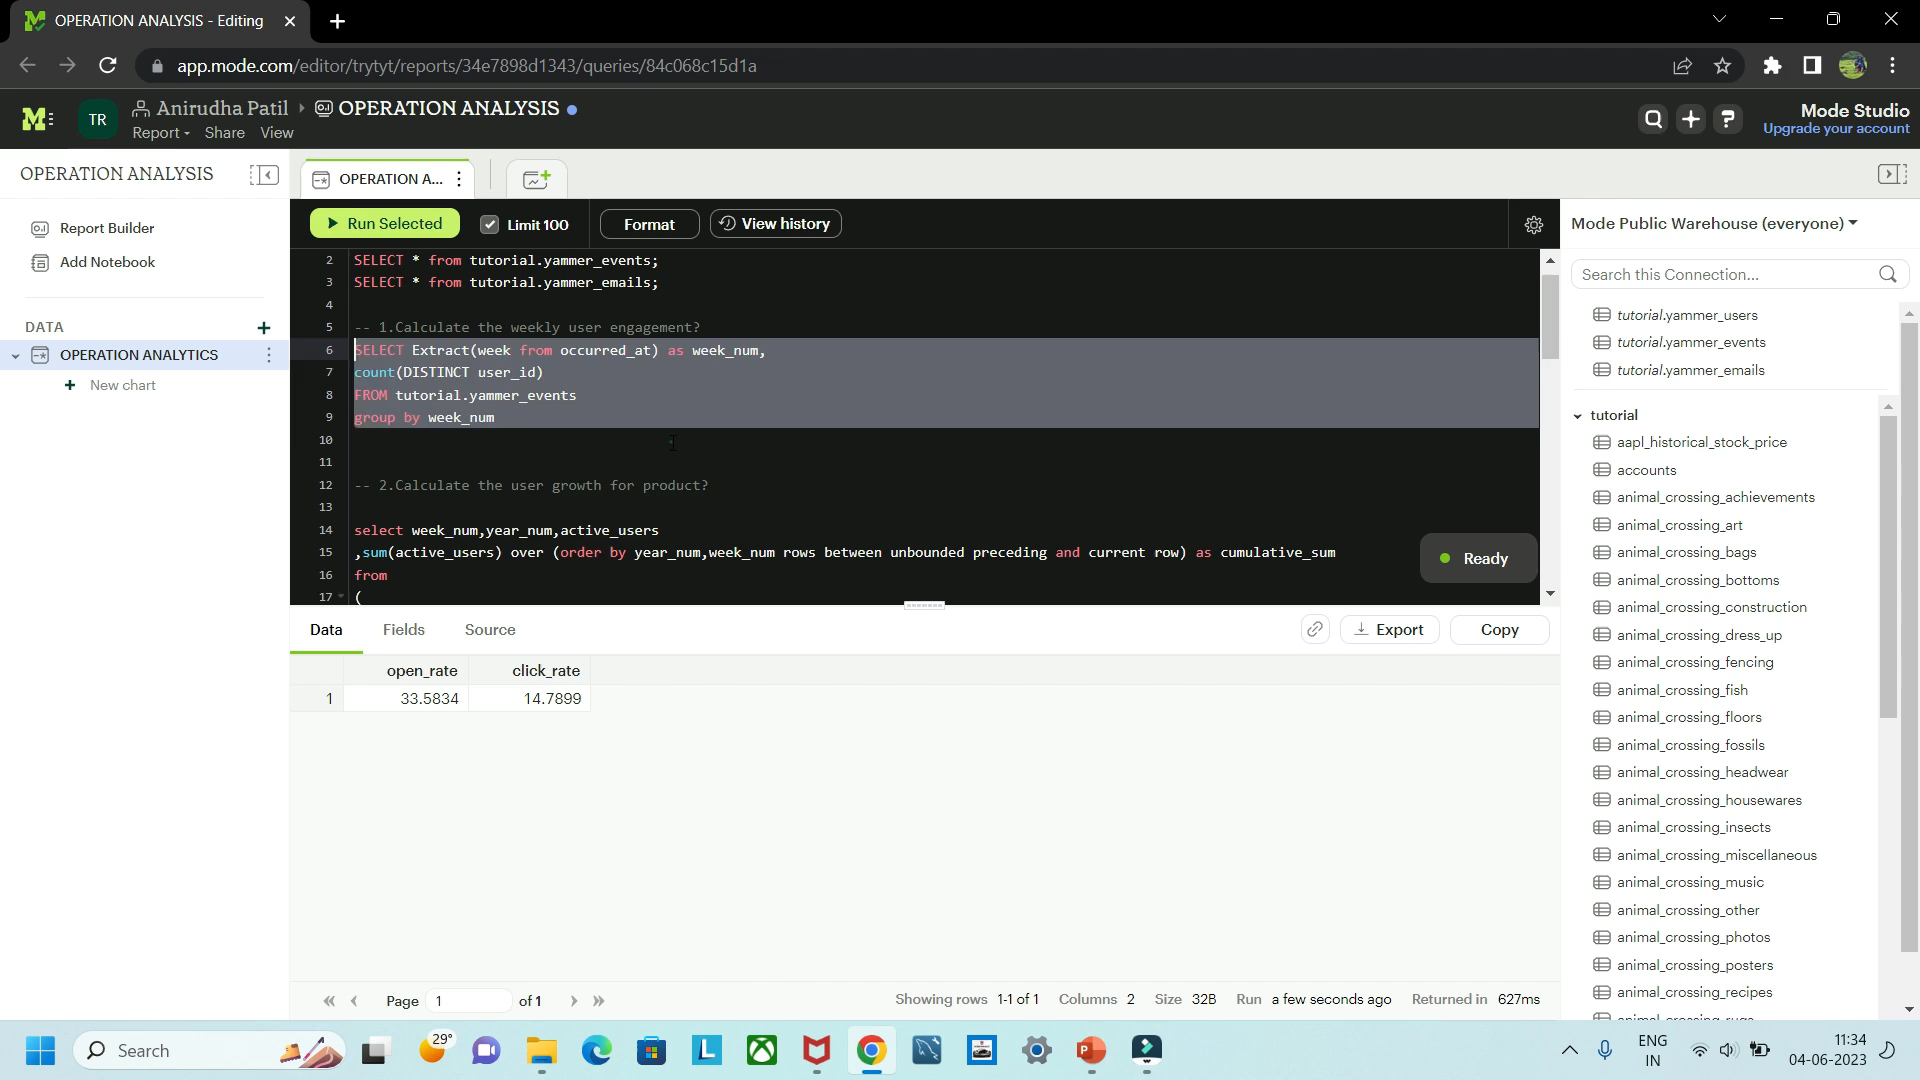 OPERATION ANALYSIS - Editing
app.mode.com/editor/trytyt/reports/34e7898d1343/queries/84c068c15d1a
TR
Anirudha Patil
OPERATION ANALYSIS
Report
Share
View
Mode Studio
Upgrade your account
OPERATION ANALYSIS
OPERATION A...
Report Builder
Add Notebook
DATA
OPERATION ANALYTICS
New chart
Run Selected
Limit 100
Format
View history
2 SELECT * from tutorial.yammer_events;
3 SELECT * from tutorial.yammer_emails;
4
5 -- 1.Calculate the weekly user engagement?
6 SELECT Extract(week from occurred_at) as week_num,
7 count(DISTINCT user_id)
8 FROM tutorial.yammer_events
9 group by week_num
10
11
12 -- 2.Calculate the user growth for product?
13
14 select week_num,year_num,active_users
15 ,sum(active_users) over (order by year_num,week_num rows between unbounded preceding and current row) as cumulative_sum
16 from
17 (
Ready
Data
Fields
Source
Export
Copy
open_rate click_rate
1 33.5834 14.7899
Page 1 of 1
Showing rows 1-1 of 1
Columns 2
Size 32B
Run a few seconds ago
Returned in 627ms
Mode Public Warehouse (everyone)
Search this Connection...
tutorial.yammer_users
tutorial.yammer_events
tutorial.yammer_emails
tutorial
aapl_historical_stock_price
accounts
animal_crossing_achievements
animal_crossing_art
animal_crossing_bags
animal_crossing_bottoms
animal_crossing_construction
animal_crossing_dress_up
animal_crossing_fencing
animal_crossing_fish
animal_crossing_floors
animal_crossing_fossils
animal_crossing_headwear
animal_crossing_housewares
animal_crossing_insects
animal_crossing_miscellaneous
animal_crossing_music
animal_crossing_other
animal_crossing_photos
animal_crossing_posters
animal_crossing_recipes
Search
29°
ENG
IN
11:34
04-06-2023